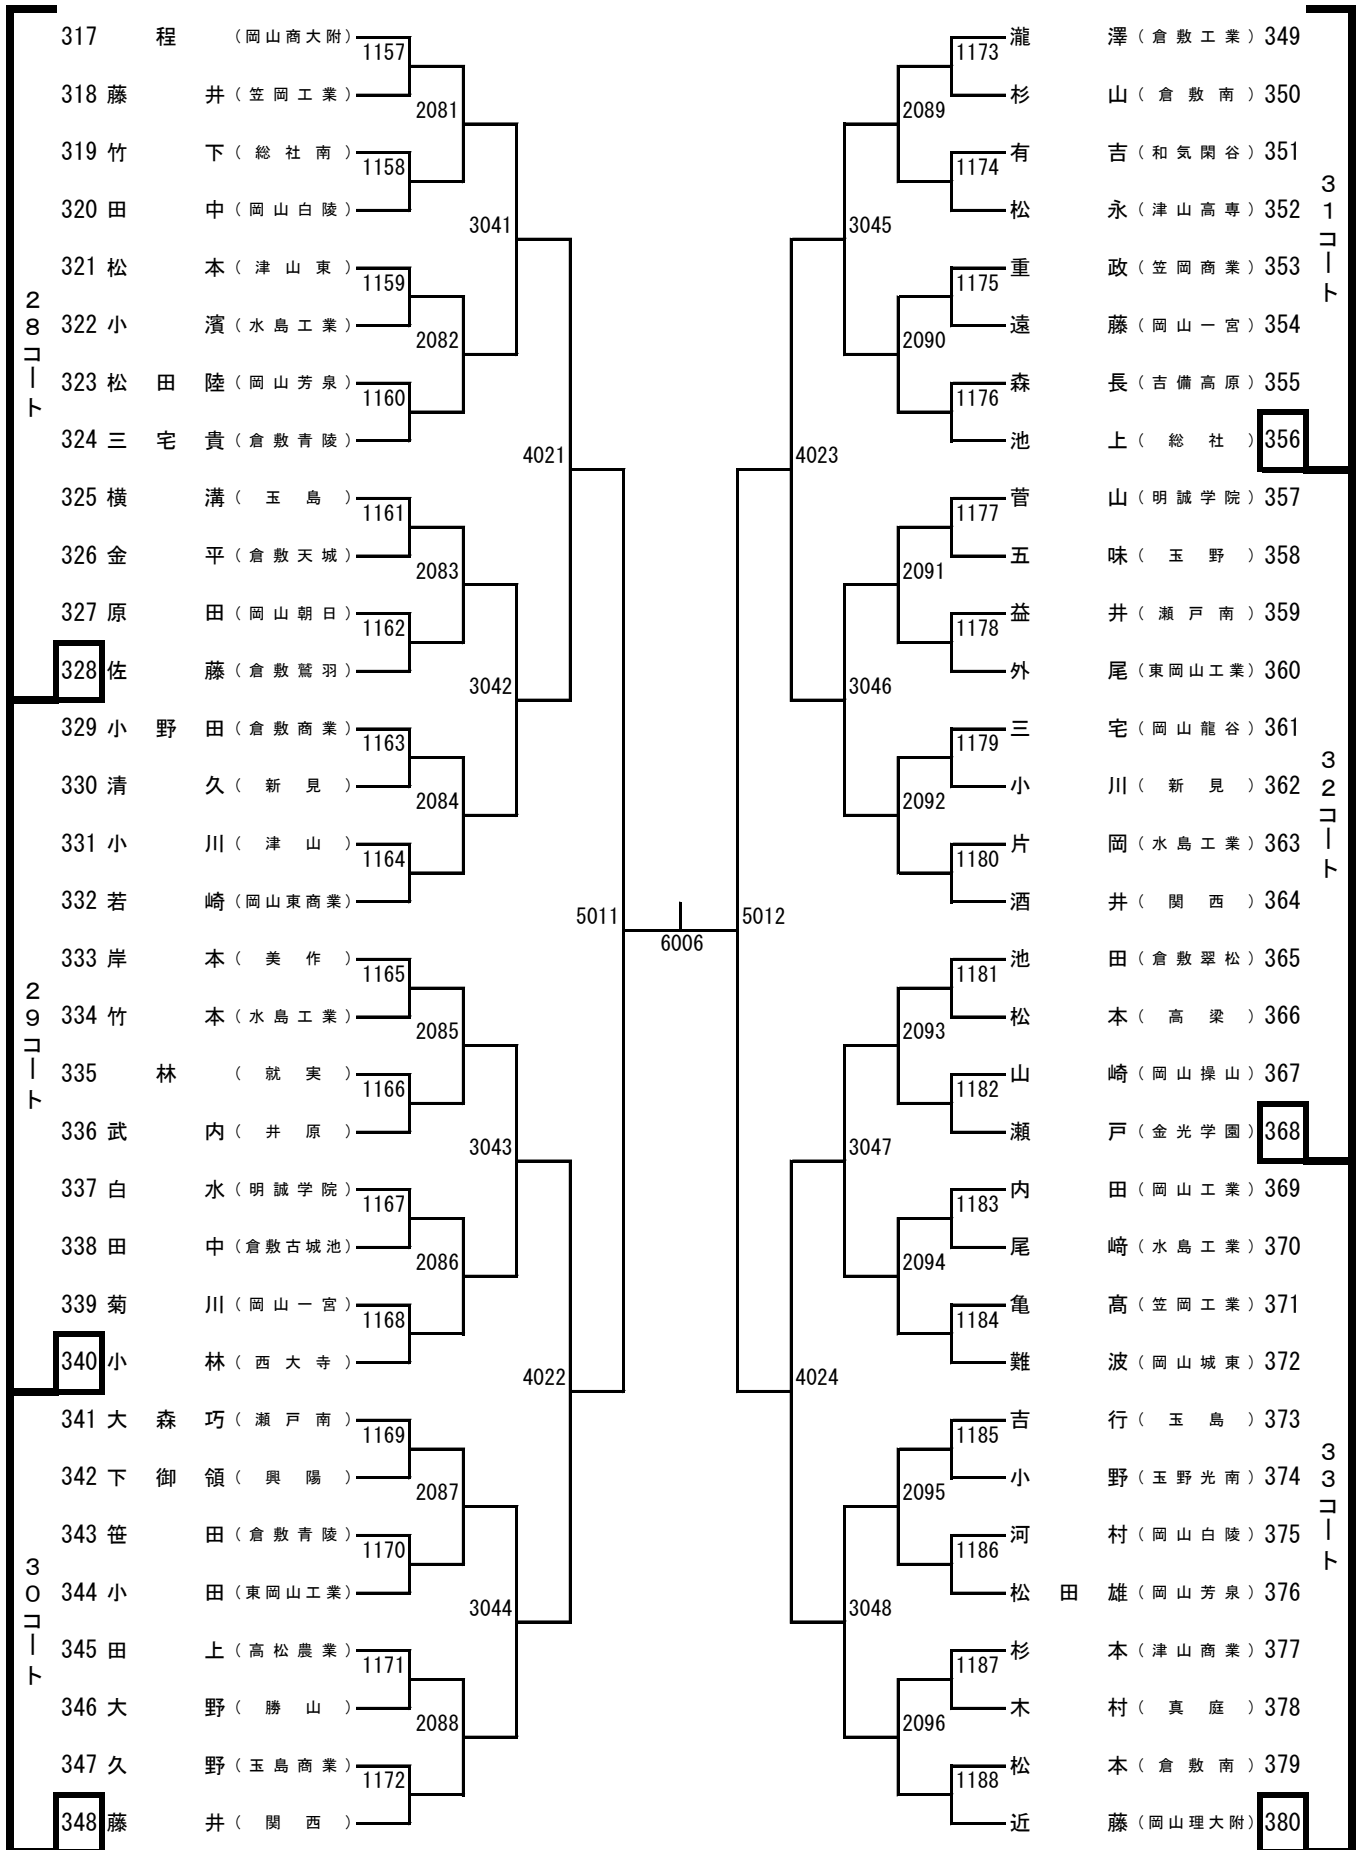 317 程 (岡山商大附)
1157
318 藤井 (笠岡工業)
2081
319 竹下 (総社南)
1158
320 田中 (岡山白陵)
3041
321 松本 (津山東)
1159
322 小濱 (水島工業)
2082
323 松田陸 (岡山芳泉)
1160
324 三宅貴 (倉敷青陵)
4021
325 横溝 (玉島)
1161
326 金平 (倉敷天城)
2083
327 原田 (岡山朝日)
1162
328 佐藤 (倉敷鷲羽)
3042
28コート
329 小野田 (倉敷商業)
1163
330 清久 (新見)
2084
331 小川 (津山)
1164
332 若崎 (岡山東商業)
5011
333 岸本 (美作)
1165
334 竹本 (水島工業)
2085
335 林 (就実)
1166
336 武内 (井原)
3043
337 白水 (明誠学院)
1167
338 田中 (倉敷古城池)
2086
339 菊川 (岡山一宮)
1168
340 小林 (西大寺)
4022
29コート
341 大森巧 (瀬戸南)
1169
342 下御領 (興陽)
2087
343 笹田 (倉敷青陵)
1170
344 小田 (東岡山工業)
3044
345 田上 (高松農業)
1171
346 大野 (勝山)
2088
347 久野 (玉島商業)
1172
348 藤井 (関西)
30コート
6006
瀧澤 (倉敷工業) 349
1173
杉山 (倉敷南) 350
2089
有吉 (和気閑谷) 351
1174
松永 (津山高専) 352
3045
重政 (笠岡商業) 353
1175
遠藤 (岡山一宮) 354
2090
森長 (吉備高原) 355
1176
池上 (総社) 356
4023
31コート
菅山 (明誠学院) 357
1177
五味 (玉野) 358
2091
益井 (瀬戸南) 359
1178
外尾 (東岡山工業) 360
3046
三宅 (岡山龍谷) 361
1179
小川 (新見) 362
2092
片岡 (水島工業) 363
1180
酒井 (関西) 364
5012
池田 (倉敷翠松) 365
1181
松本 (高梁) 366
2093
山崎 (岡山操山) 367
1182
瀬戸 (金光学園) 368
3047
32コート
内田 (岡山工業) 369
1183
尾﨑 (水島工業) 370
2094
亀髙 (笠岡工業) 371
1184
難波 (岡山城東) 372
4024
吉行 (玉島) 373
1185
小野 (玉野光南) 374
2095
河村 (岡山白陵) 375
1186
松田雄 (岡山芳泉) 376
3048
杉本 (津山商業) 377
1187
木村 (真庭) 378
2096
松本 (倉敷南) 379
1188
近藤 (岡山理大附) 380
33コート